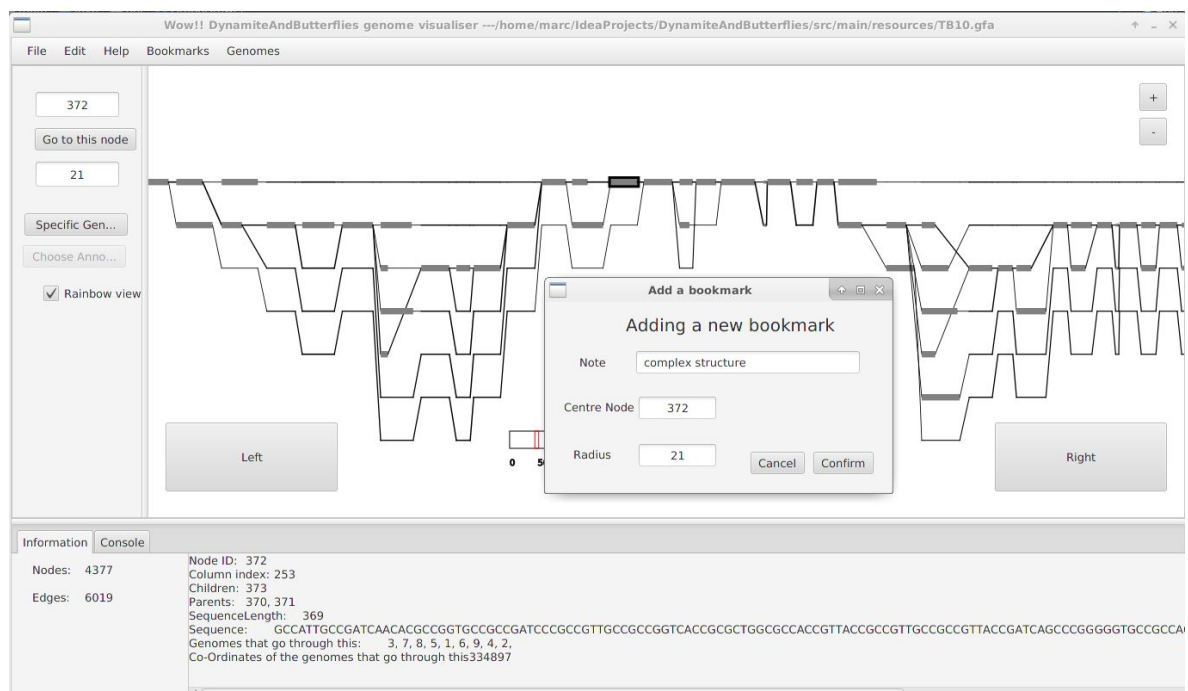 Wow!! DynamiteAndButterflies genome visualiser ---/home/marc/IdeaProjects/DynamiteAndButterflies/src/main/resources/TB10.gfa
File Edit Help Bookmarks Genomes
372
Go to this node
21
Specific Gen...
Choose Anno...
Rainbow view
+
-
Add a bookmark
Adding a new bookmark
Note complex structure
Centre Node 372
Radius 21
Cancel Confirm
Left
0
Right
Information Console
Nodes: 4377
Edges: 6019
Node ID: 372
Column index: 253
Children: 373
Parents: 370, 371
SequenceLength: 369
Sequence: GCCATTGCCGATCAACACGCCGGTGCCGCCGATCCCGCCGTTGCCGCCGGTCACCGCGCTGGCGCCACCGTTACCGCCGTTGCCGCCGTTACCGATCAGCCCGGGGGTGCCGCCA
Genomes that go through this: 3, 7, 8, 5, 1, 6, 9, 4, 2,
Co-Ordinates of the genomes that go through this334897